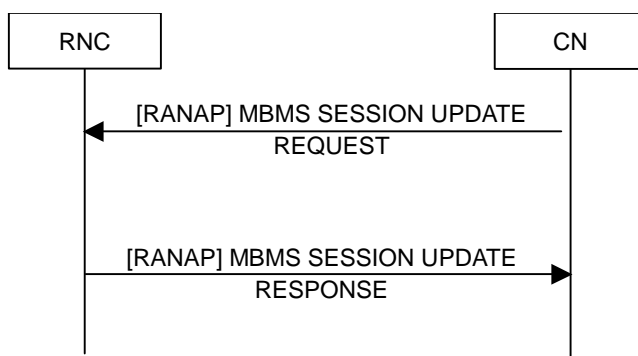 RNC
CN
[RANAP] MBMS SESSION UPDATE
REQUEST
[RANAP] MBMS SESSION UPDATE
RESPONSE